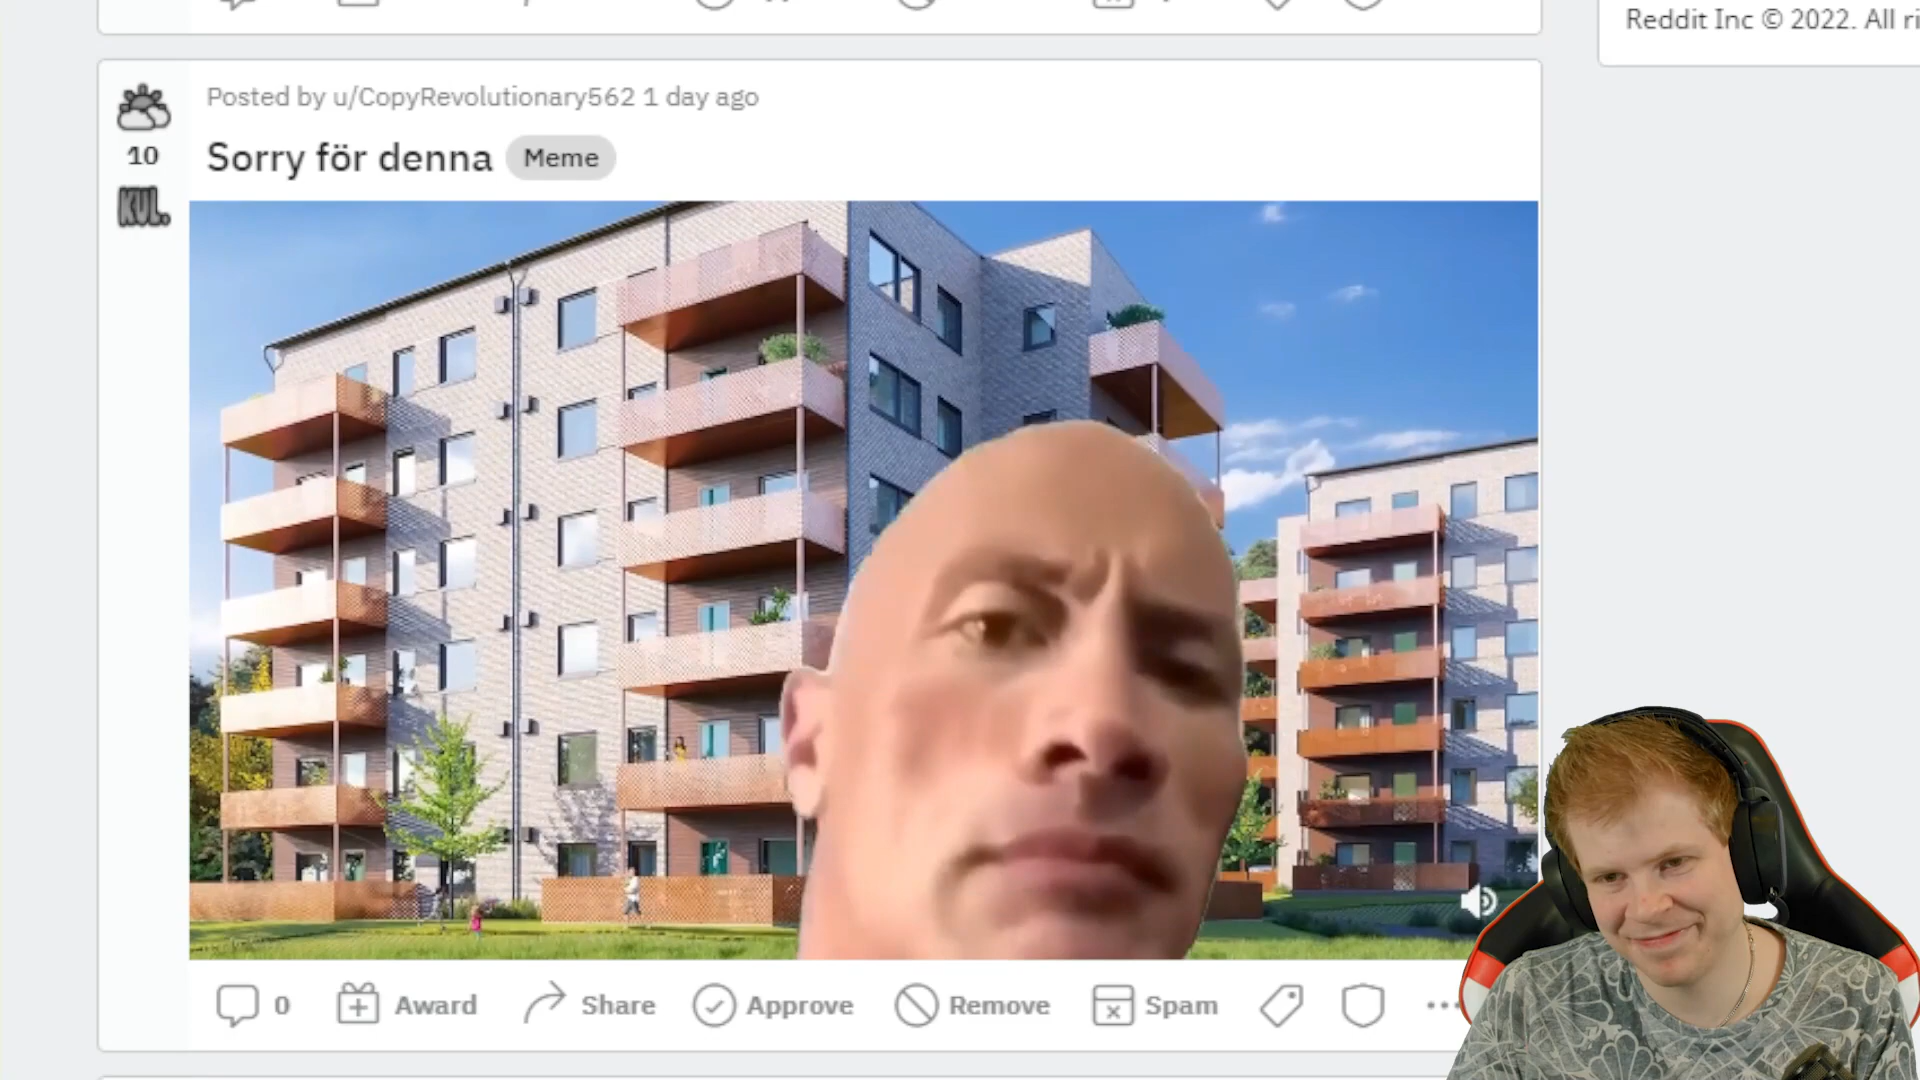 Reddit Inc © 2022. All ri
Posted by u/CopyRevolutionary562 1 day ago
10
Sorry för denna Meme
KUL.
0 Award Share Approve Remove Spam